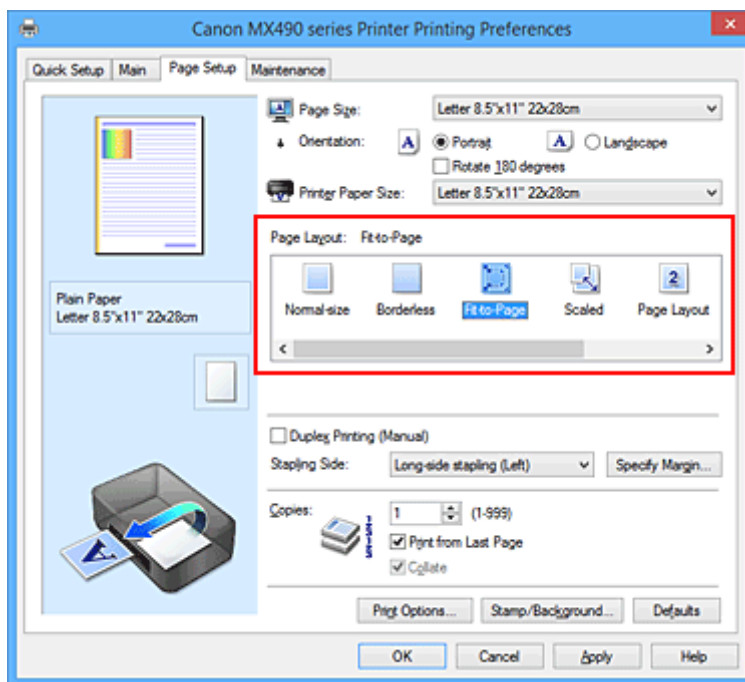 Canon MX490 series Printer Printing Preferences
Quick Setup Main Page Setup Maintenance
Page Size: Letter 8.5"x11" 22x28cm
Orientation: A Portrait A Landscape
Rotate 180 degrees
Printer Paper Size: Letter 8.5"x11" 22x28cm
Page Layout: Fit-to-Page
Normal-size Borderless Fit-to-Page Scaled Page Layout
Plain Paper
Letter 8.5"x11" 22x28cm
Duplex Printing (Manual)
Stapling Side: Long-side stapling (Left) Specify Margin...
Copies: 1 (1-999)
Print from Last Page
Collate
Print Options... Stamp/Background... Defaults
OK Cancel Apply Help